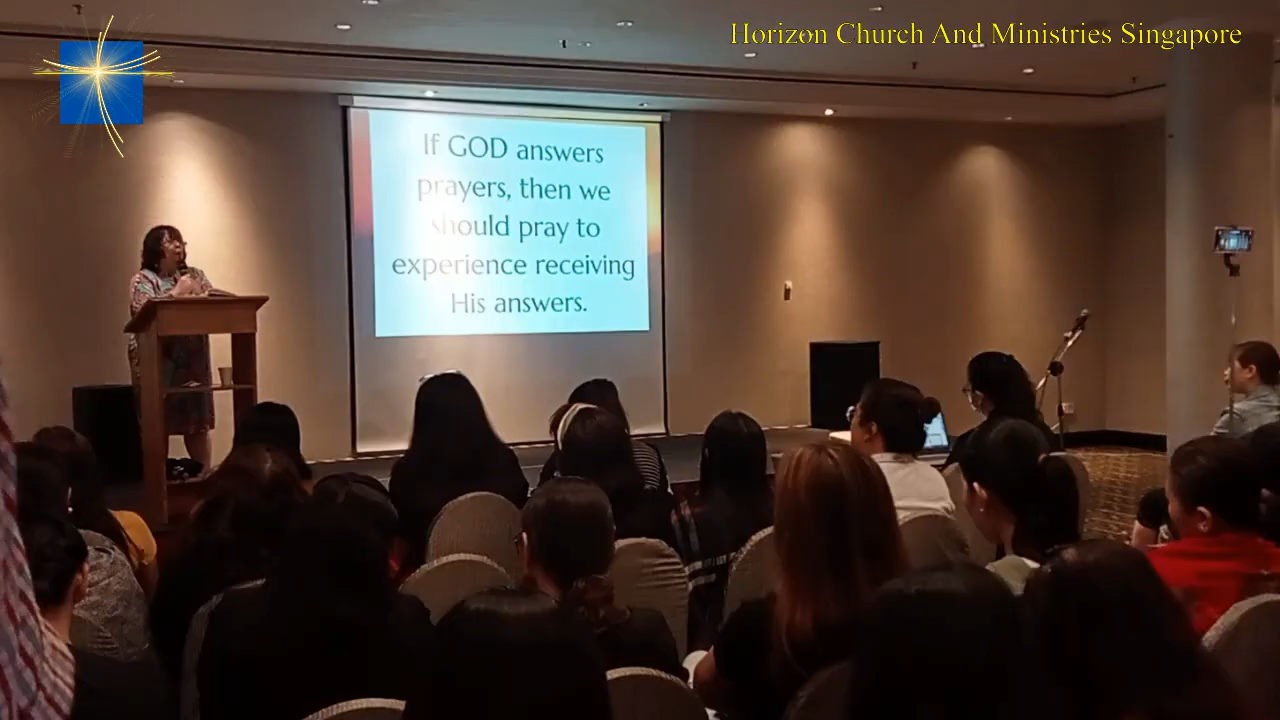 Horizon Church And Ministries Singapore
If GOD answers
prayers, then we
should pray to
experience receiving
His answers.